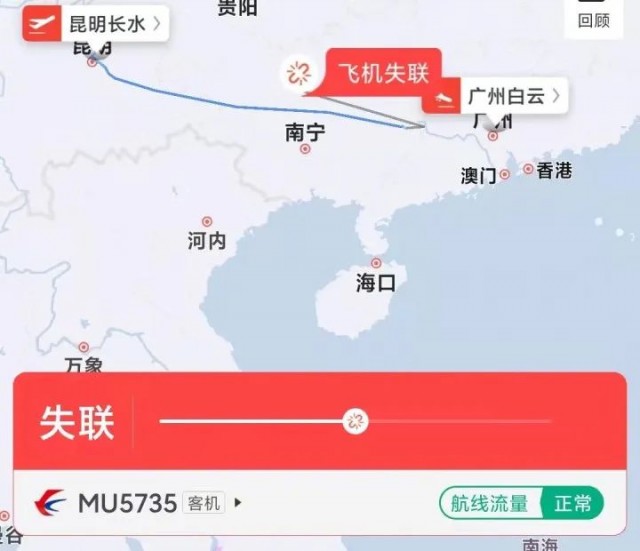 贵阳
回顾
昆明长水
昆明
飞机失联
广州白云
广州
南宁
澳门
香港
河内
海口
万象
失联
MU5735 客机
航线流量 正常
曼谷
南海